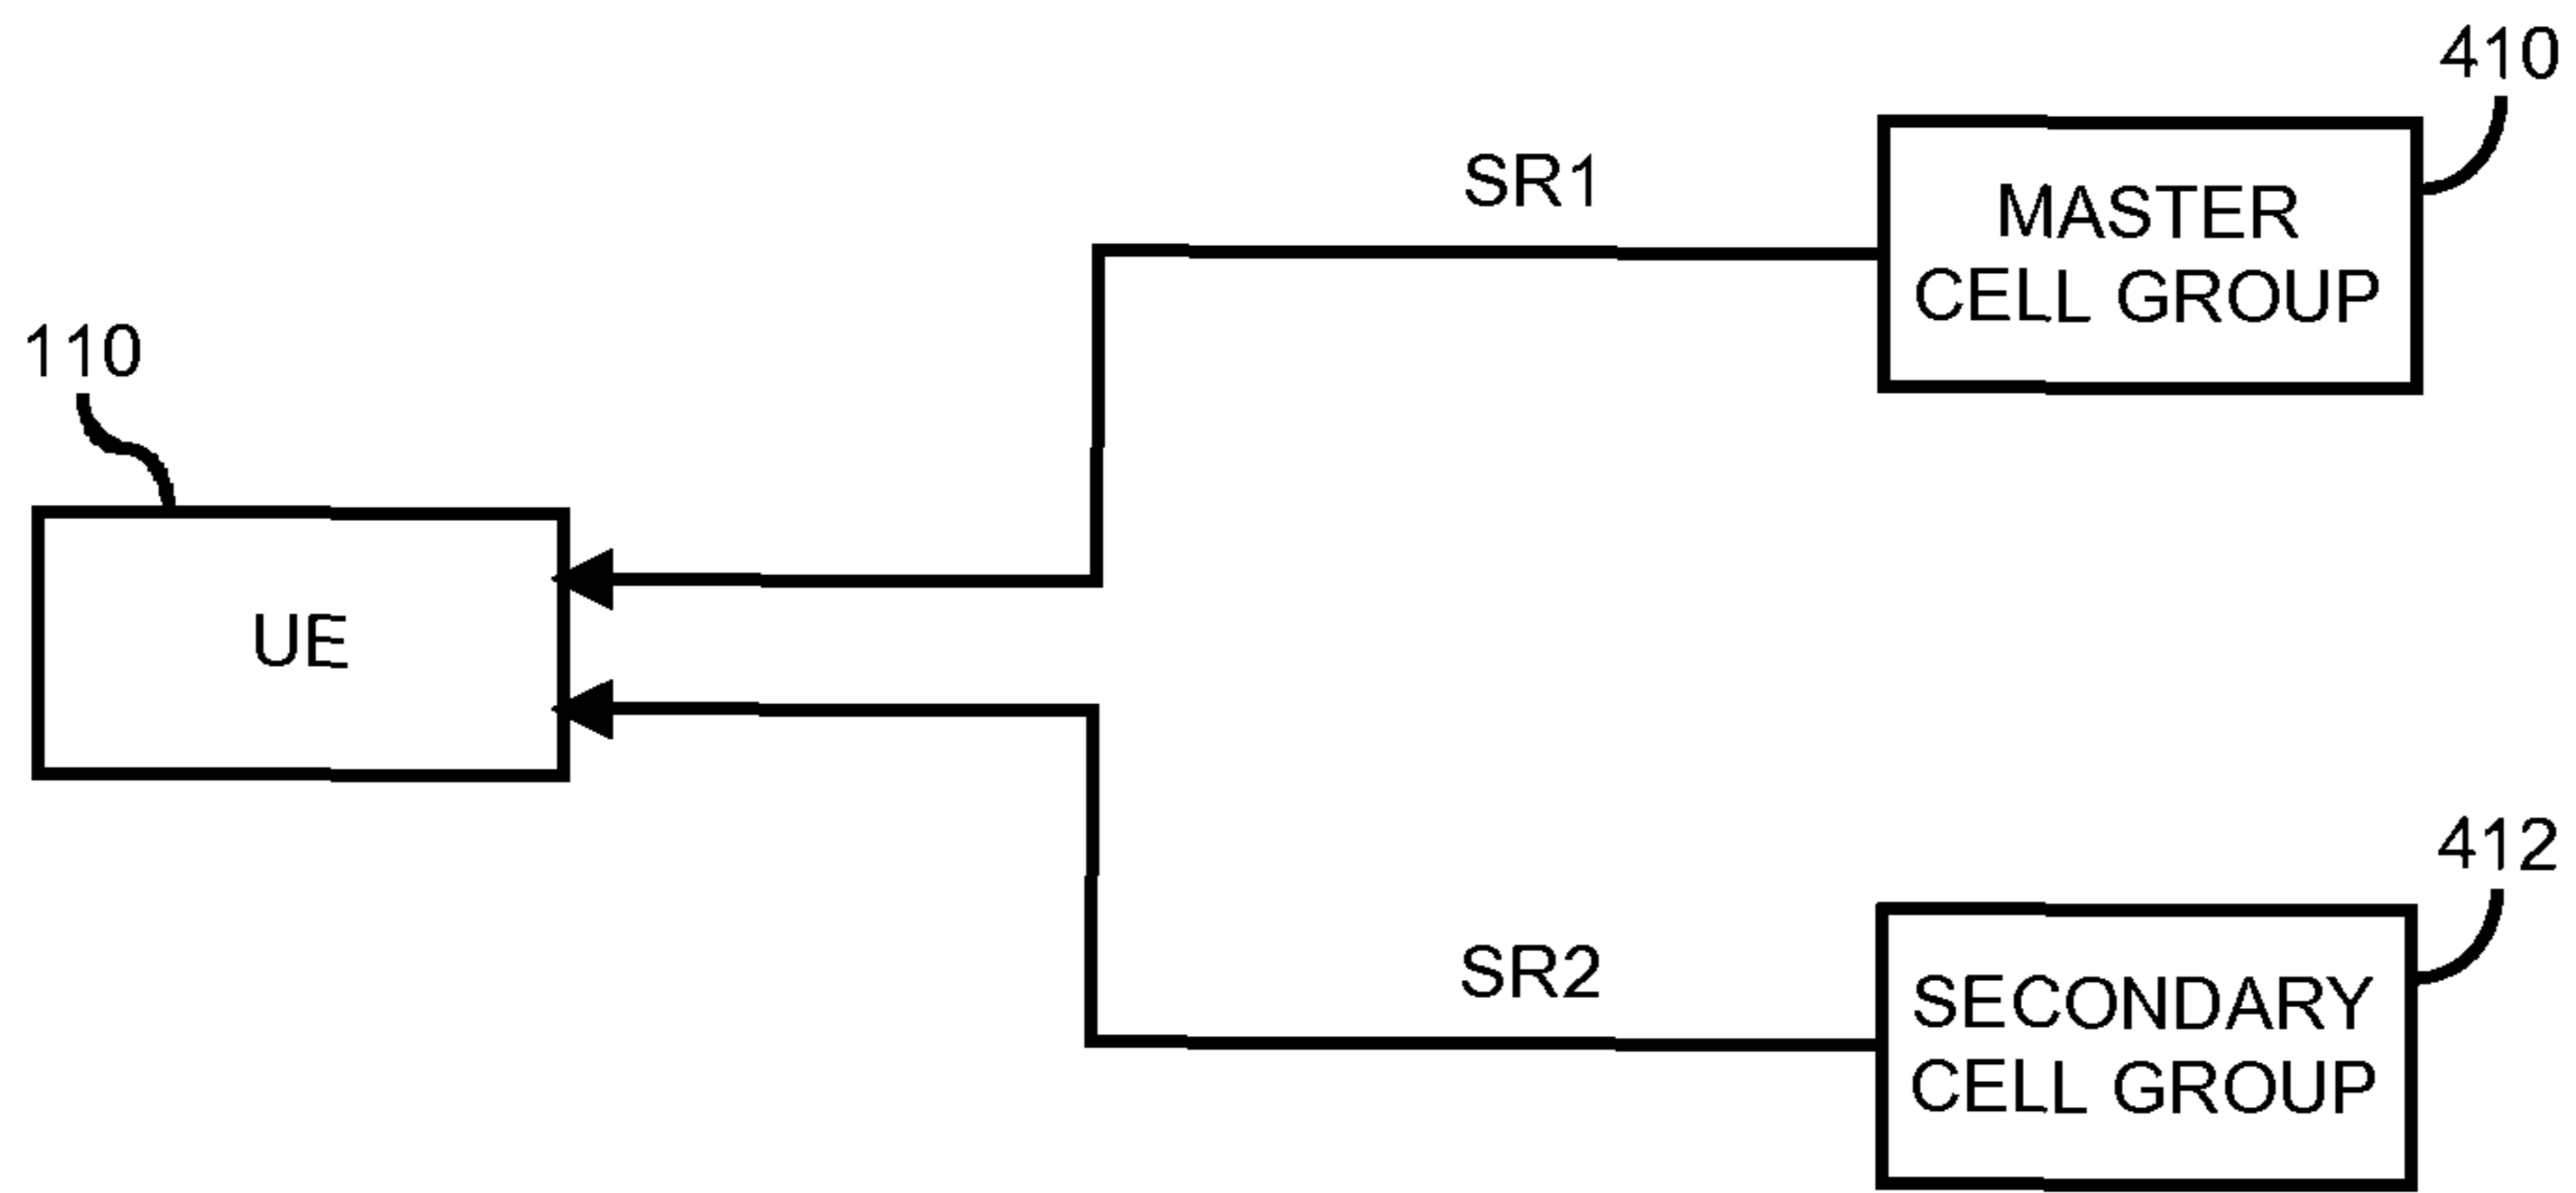 410
SR1
MASTER
CELL GROUP
110
UE
412
SR2
SECONDARY
CELL GROUP